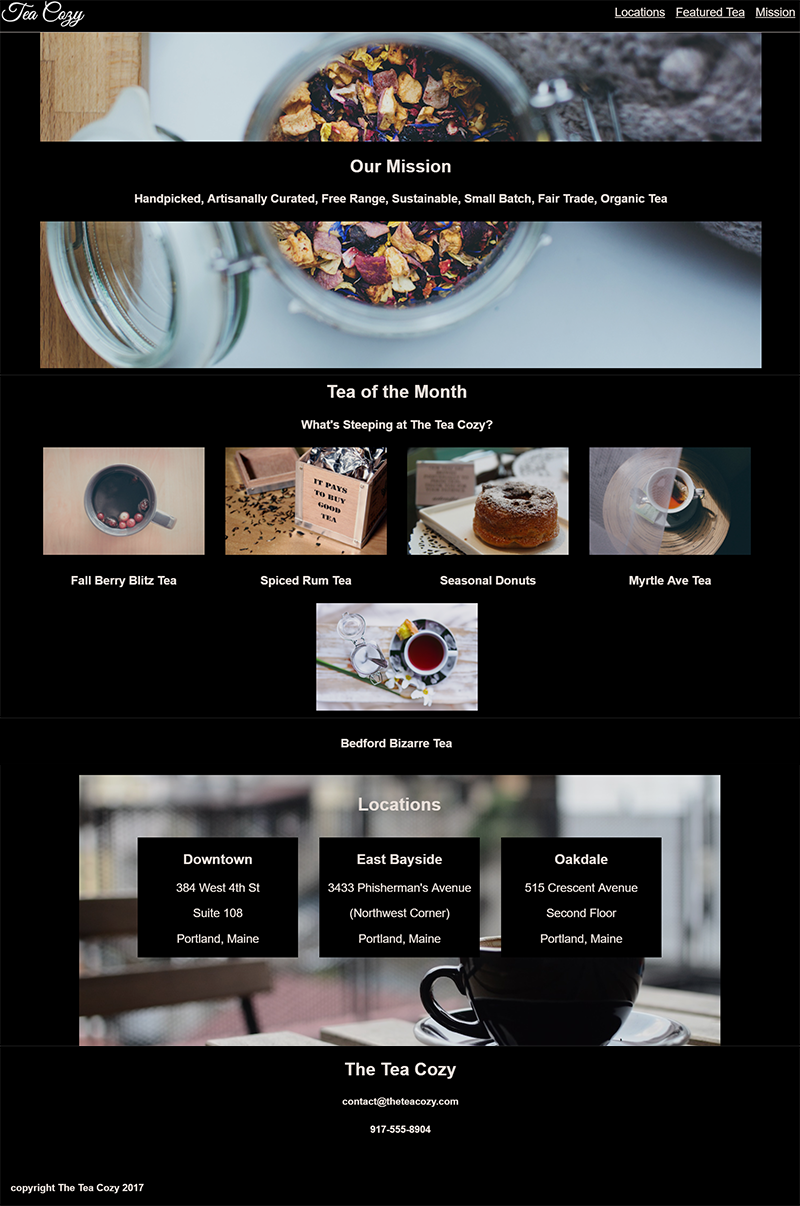 Tea Cozy
Locations Featured Tea Mission
Our Mission
Handpicked, Artisanally Curated, Free Range, Sustainable, Small Batch, Fair Trade, Organic Tea
Tea of the Month
What's Steeping at The Tea Cozy?
IT PAYS
TO BUY
GOOD
TEA
Fall Berry Blitz Tea
Spiced Rum Tea
Seasonal Donuts
Myrtle Ave Tea
Bedford Bizarre Tea
Locations
Downtown
384 West 4th St
Suite 108
Portland, Maine
East Bayside
3433 Phisherman's Avenue
(Northwest Corner)
Portland, Maine
Oakdale
515 Crescent Avenue
Second Floor
Portland, Maine
The Tea Cozy
contact@theteacozy.com
917-555-8904
copyright The Tea Cozy 2017